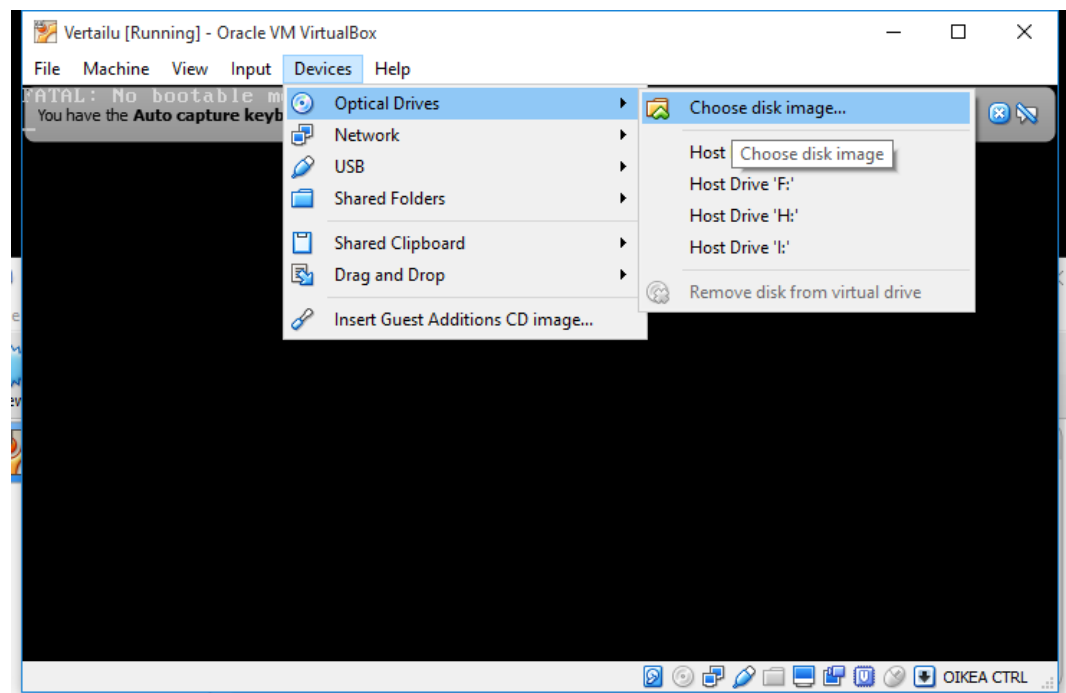 Vertailu [Running] - Oracle VM VirtualBox
File Machine View Input Devices Help
FATAL: No bootable m
You have the Auto capture keyb
Optical Drives
Network
USB
Shared Folders
Shared Clipboard
Drag and Drop
Insert Guest Additions CD image...
Choose disk image...
Host
Choose disk image
Host Drive 'F:'
Host Drive 'H:'
Host Drive 'I:'
Remove disk from virtual drive
OIKEA CTRL